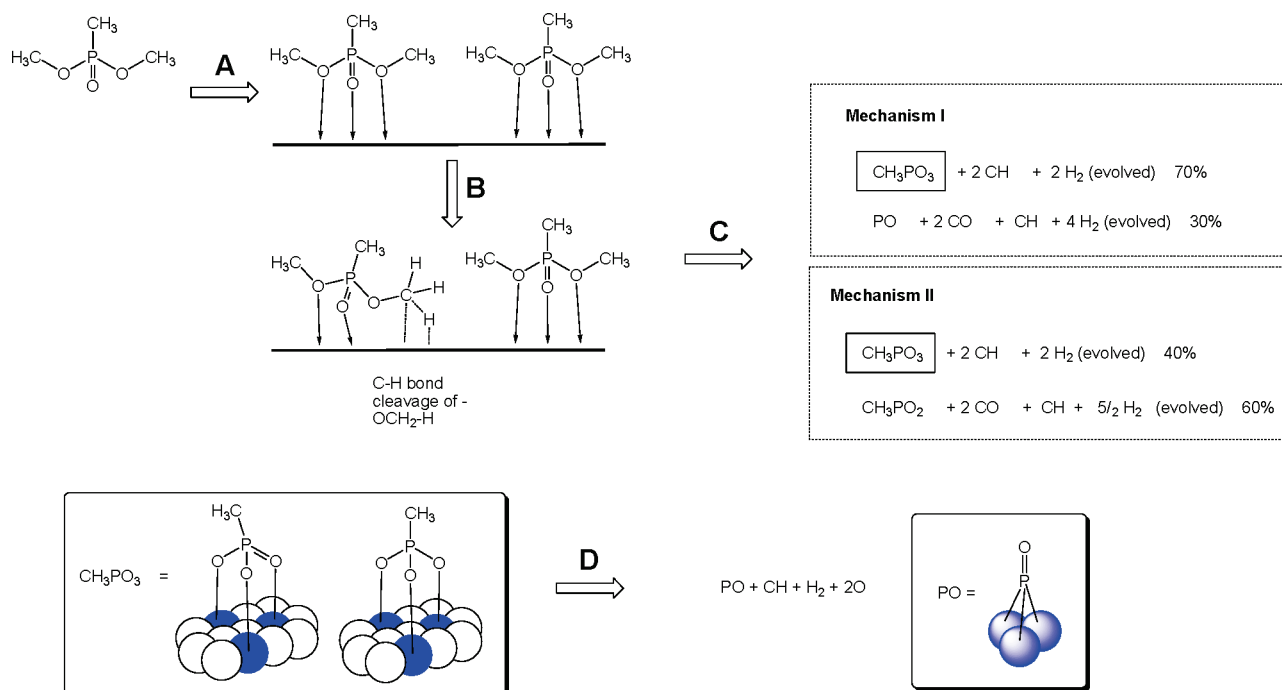 CH₃
H₃C
P
O
O
CH₃
O
A
CH₃
H₃C
P
O
O
CH₃
O
CH₃
H₃C
P
O
O
CH₃
O
B
CH₃
H₃C
P
O
O
O
C
H
H
H
CH₃
H₃C
P
O
O
CH₃
O
C-H bond
cleavage of -
OCH₂-H
C
Mechanism I
CH₃PO₃ + 2 CH + 2 H₂ (evolved) 70%
PO + 2 CO + CH + 4 H₂ (evolved) 30%
Mechanism II
CH₃PO₃ + 2 CH + 2 H₂ (evolved) 40%
CH₃PO₂ + 2 CO + CH + 5/₂ H₂ (evolved) 60%
CH₃PO₃ =
H₃C
P
O
O
O
CH₃
P
O
O
O
D
PO + CH + H₂ + 2O
PO =
O
P